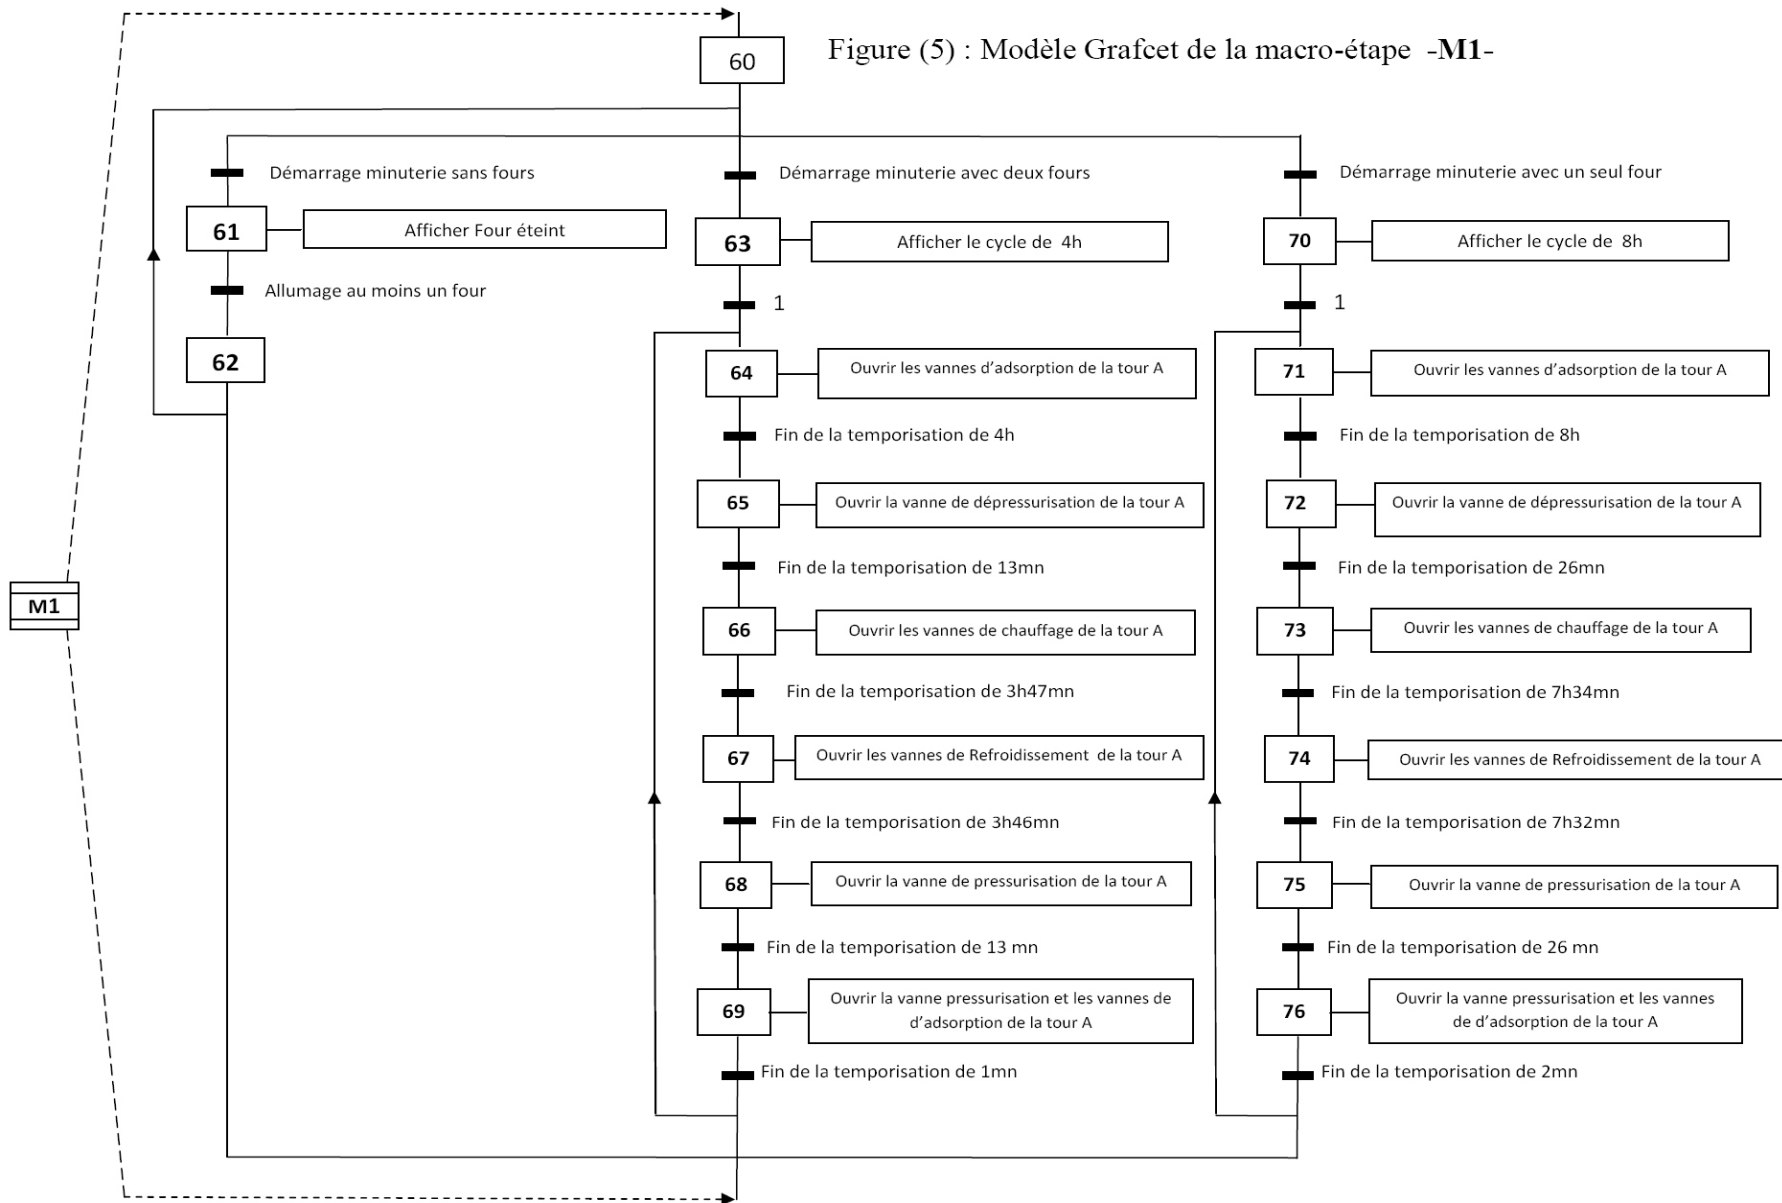 Figure (5) : Modèle Grafcet de la macro-étape -M1-
60
Démarrage minuterie sans fours
Démarrage minuterie avec deux fours
Démarrage minuterie avec un seul four
61
Afficher Four éteint
63
Afficher le cycle de 4h
70
Afficher le cycle de 8h
Allumage au moins un four
1
1
62
64
Ouvrir les vannes d'adsorption de la tour A
71
Ouvrir les vannes d'adsorption de la tour A
Fin de la temporisation de 4h
Fin de la temporisation de 8h
65
Ouvrir la vanne de dépressurisation de la tour A
72
Ouvrir la vanne de dépressurisation de la tour A
Fin de la temporisation de 13mn
Fin de la temporisation de 26mn
M1
66
Ouvrir les vannes de chauffage de la tour A
73
Ouvrir les vannes de chauffage de la tour A
Fin de la temporisation de 3h47mn
Fin de la temporisation de 7h34mn
67
Ouvrir les vannes de Refroidissement de la tour A
74
Ouvrir les vannes de Refroidissement de la tour A
Fin de la temporisation de 3h46mn
Fin de la temporisation de 7h32mn
68
Ouvrir la vanne de pressurisation de la tour A
75
Ouvrir la vanne de pressurisation de la tour A
Fin de la temporisation de 13 mn
Fin de la temporisation de 26 mn
69
Ouvrir la vanne pressurisation et les vannes de
d'adsorption de la tour A
76
Ouvrir la vanne pressurisation et les vannes
de d'adsorption de la tour A
Fin de la temporisation de 1mn
Fin de la temporisation de 2mn